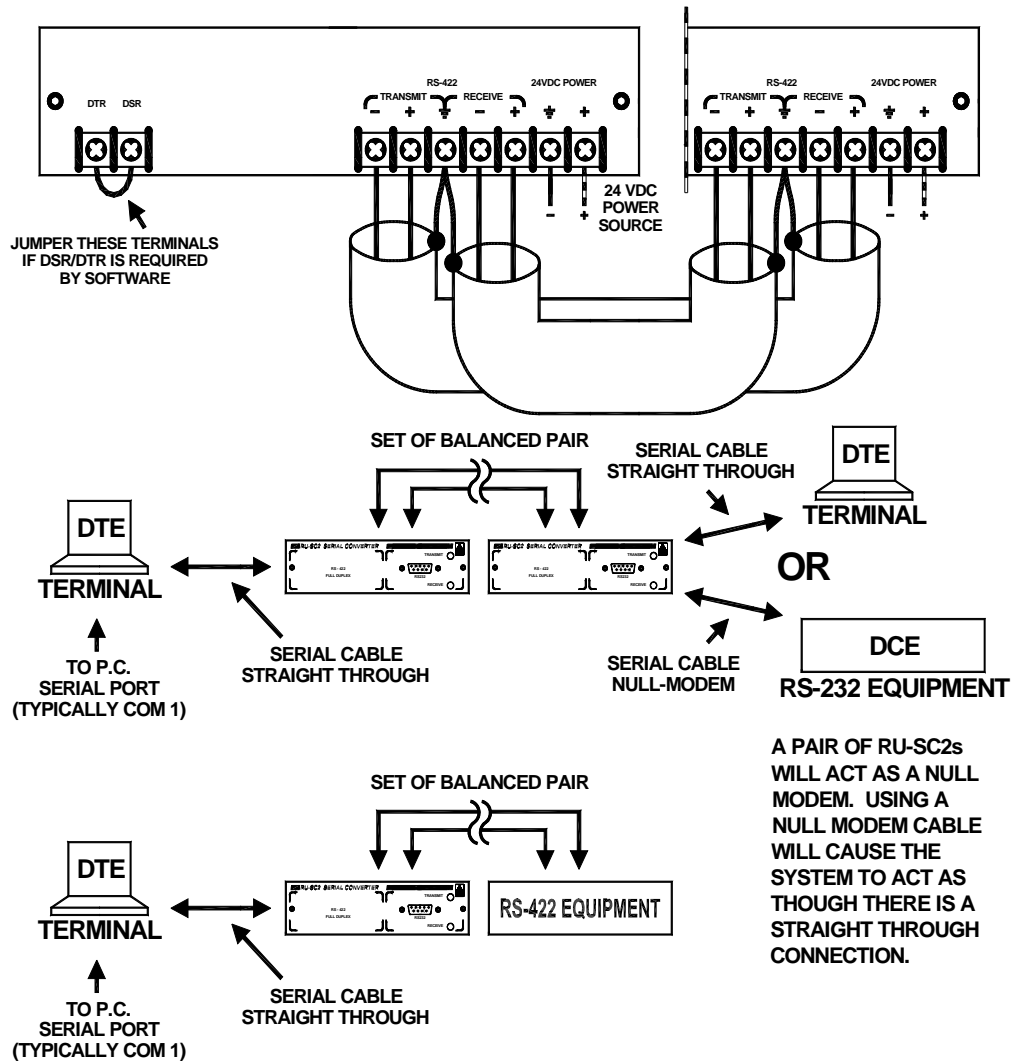 RS-422
24VDC POWER
RS-422
24VDC POWER
DTR DSR
TRANSMIT RECEIVE
TRANSMIT RECEIVE
- + - + +
- + - + +
24 VDC
POWER
SOURCE
- +
- +
JUMPER THESE TERMINALS
IF DSR/DTR IS REQUIRED
BY SOFTWARE
SET OF BALANCED PAIR
SERIAL CABLE
STRAIGHT THROUGH
DTE
TERMINAL
DTE
TERMINAL
RU-SC2 SERIAL CONVERTER
TRANSMIT
RS - 422
FULL DUPLEX
RS232
RECEIVE
RU-SC2 SERIAL CONVERTER
TRANSMIT
RS - 422
FULL DUPLEX
RS232
RECEIVE
OR
TO P.C.
SERIAL PORT
(TYPICALLY COM 1)
SERIAL CABLE
STRAIGHT THROUGH
SERIAL CABLE
NULL-MODEM
DCE
RS-232 EQUIPMENT
A PAIR OF RU-SC2s
WILL ACT AS A NULL
MODEM. USING A
NULL MODEM CABLE
WILL CAUSE THE
SYSTEM TO ACT AS
THOUGH THERE IS A
STRAIGHT THROUGH
CONNECTION.
SET OF BALANCED PAIR
DTE
TERMINAL
RU-SC2 SERIAL CONVERTER
TRANSMIT
RS - 422
FULL DUPLEX
RS232
RECEIVE
RS-422 EQUIPMENT
TO P.C.
SERIAL PORT
(TYPICALLY COM 1)
SERIAL CABLE
STRAIGHT THROUGH